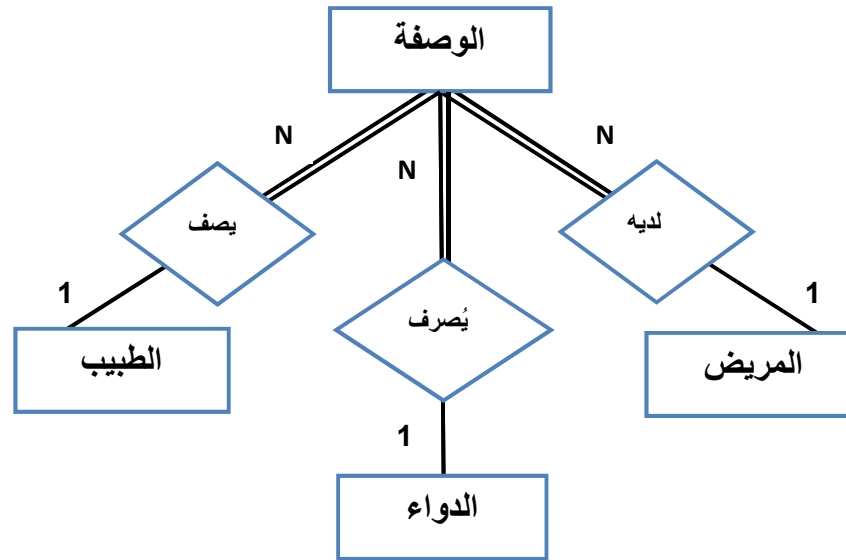 الوصفة
N
N
N
يصف
لديه
يُصرف
1
1
الطبيب
المريض
1
الدواء